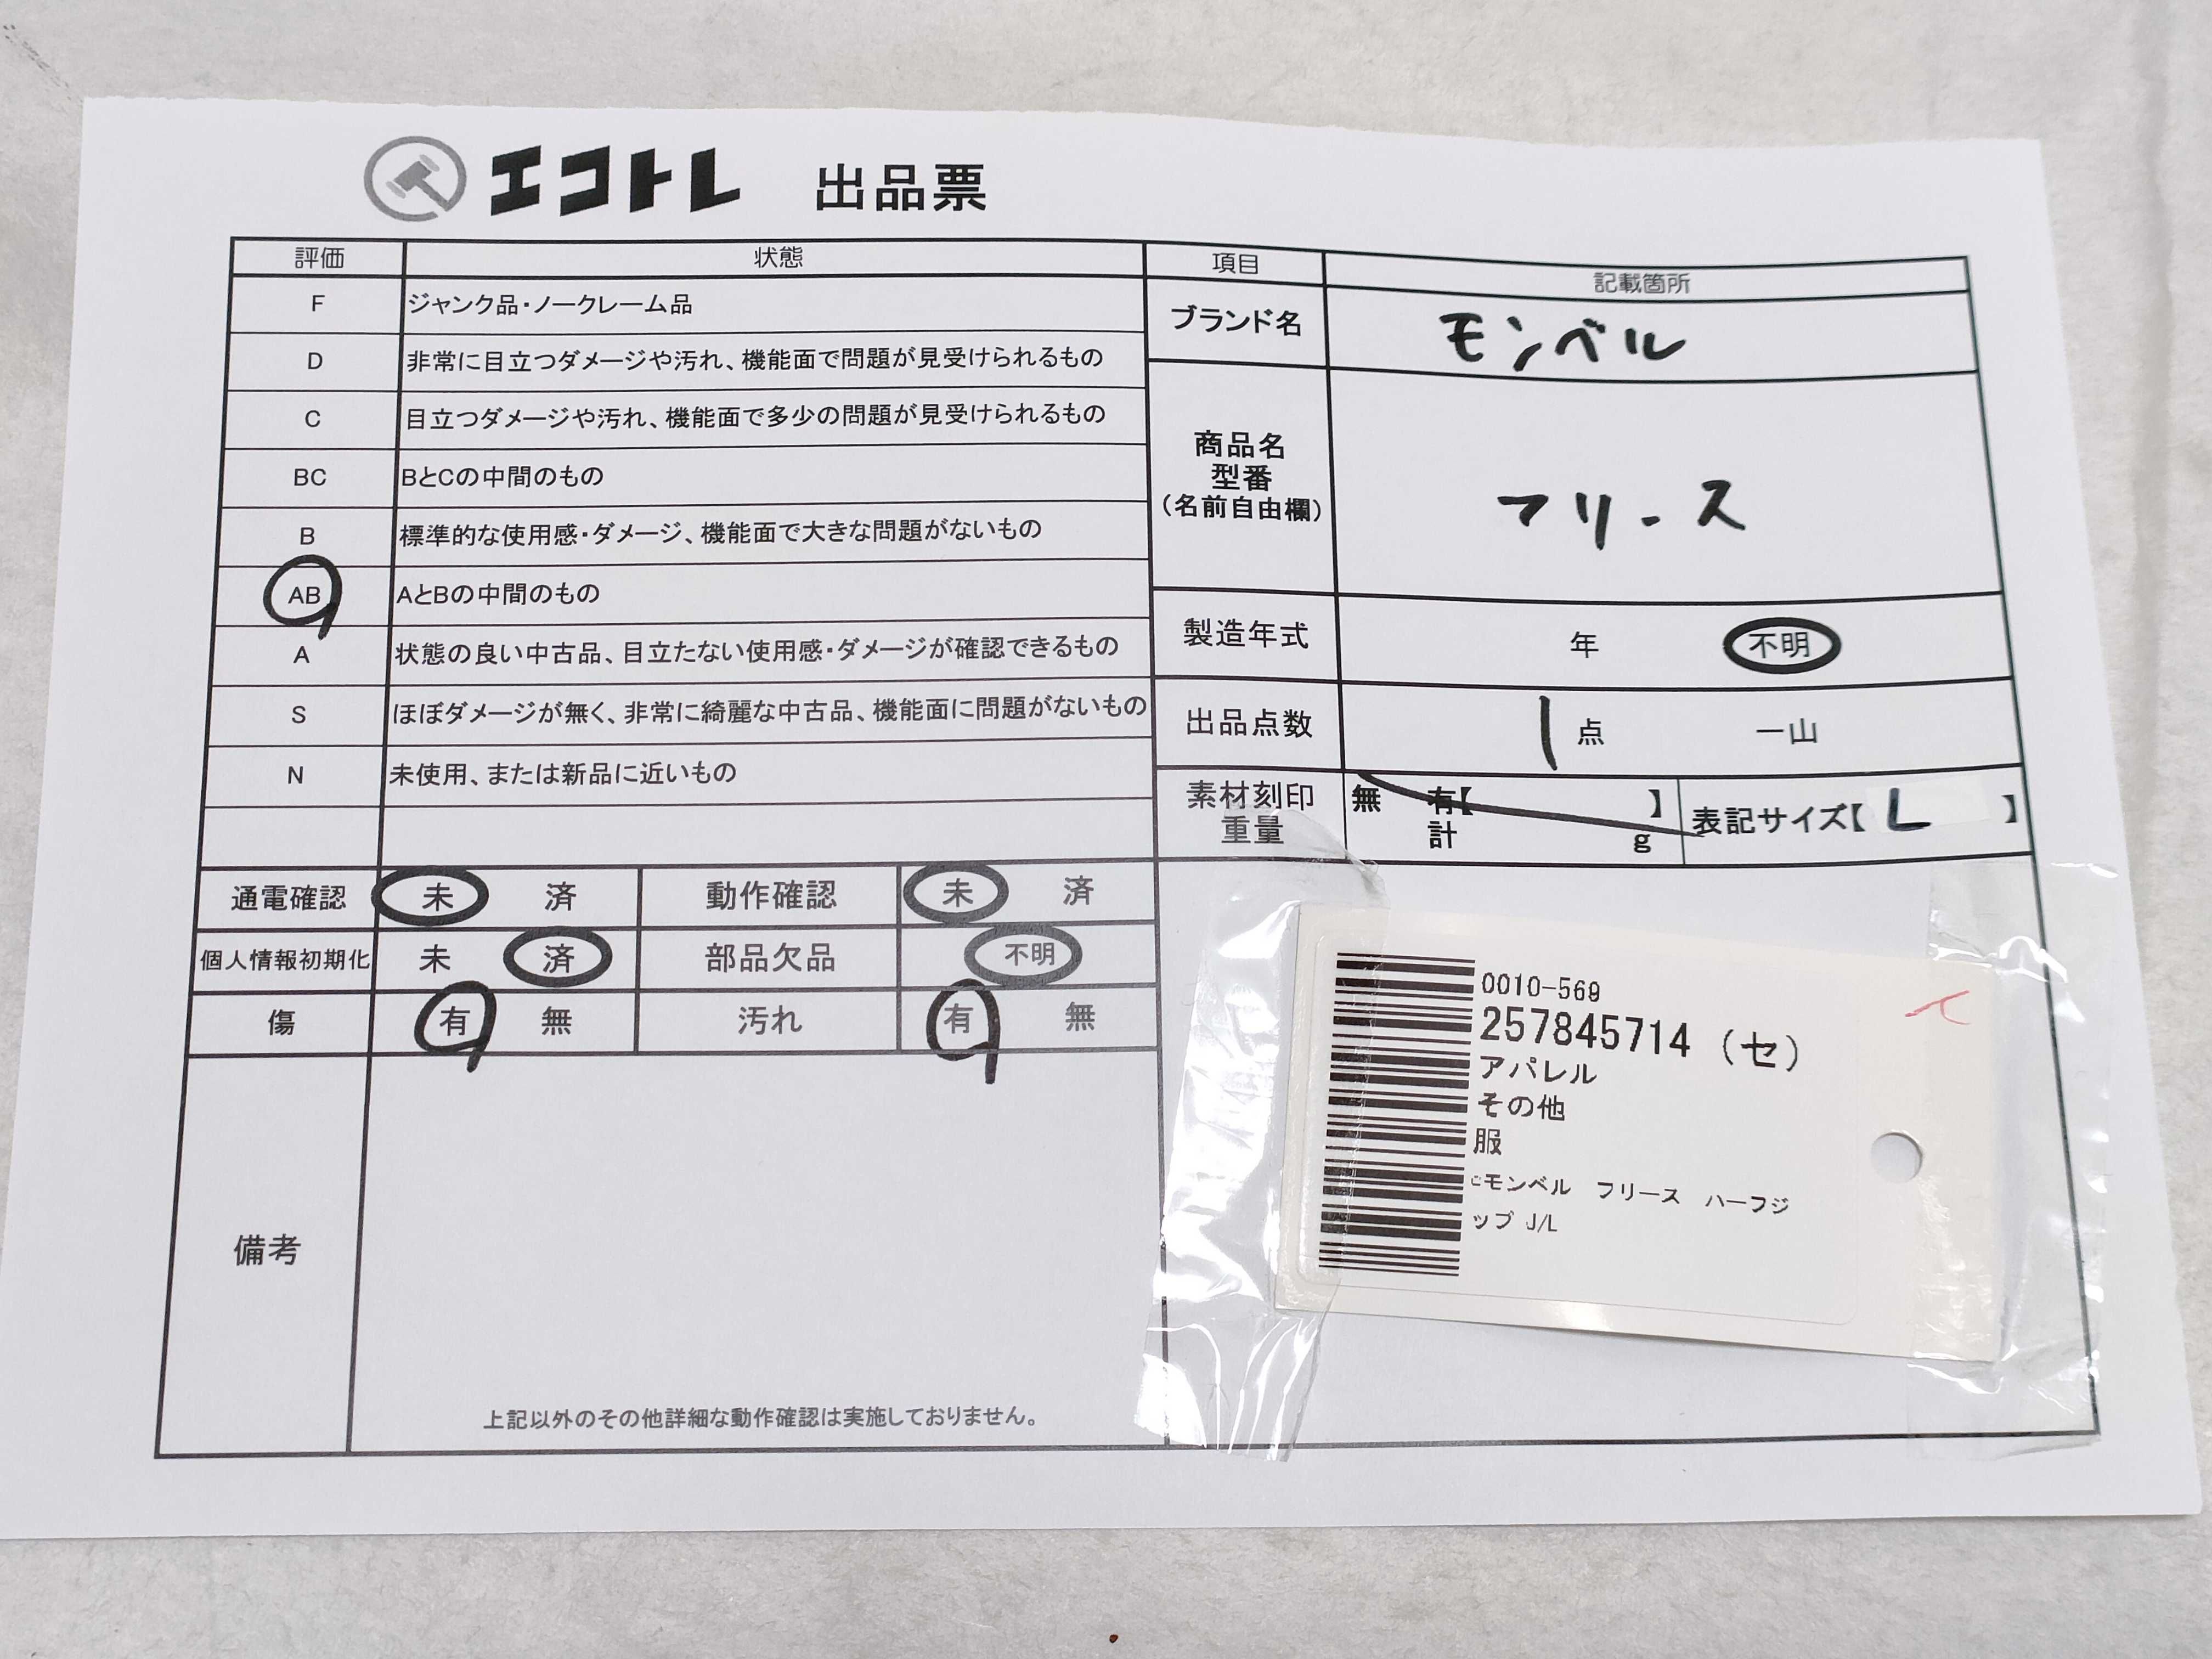 エコトレ 出品票
評価 状態
F ジャンク品・ノークレーム品
D 非常に目立つダメージや汚れ、機能面で問題が見受けられるもの
C 目立つダメージや汚れ、機能面で多少の問題が見受けられるもの
BC BとCの中間のもの
B 標準的な使用感・ダメージ、機能面で大きな問題がないもの
AB AとBの中間のもの
A 状態の良い中古品、目立たない使用感・ダメージが確認できるもの
S ほぼダメージが無く、非常に綺麗な中古品、機能面に問題がないもの
N 未使用、または新品に近いもの
通電確認 未 済 動作確認 未 済
個人情報初期化 未 済 部品欠品 不明
傷 有 無 汚れ 有 無
備考
上記以外のその他詳細な動作確認は実施しておりません。
項目 記載箇所
ブランド名 モンベル
商品名
型番
(名前自由欄)
フリース
製造年式 年 不明
出品点数 1 点 一山
素材刻印 無 有【 】 表記サイズ【 L 】
重量 計 g
0010-569
257845714 (セ)
アパレル
その他
服
cモンベル フリース ハーフジ
ップ J/L